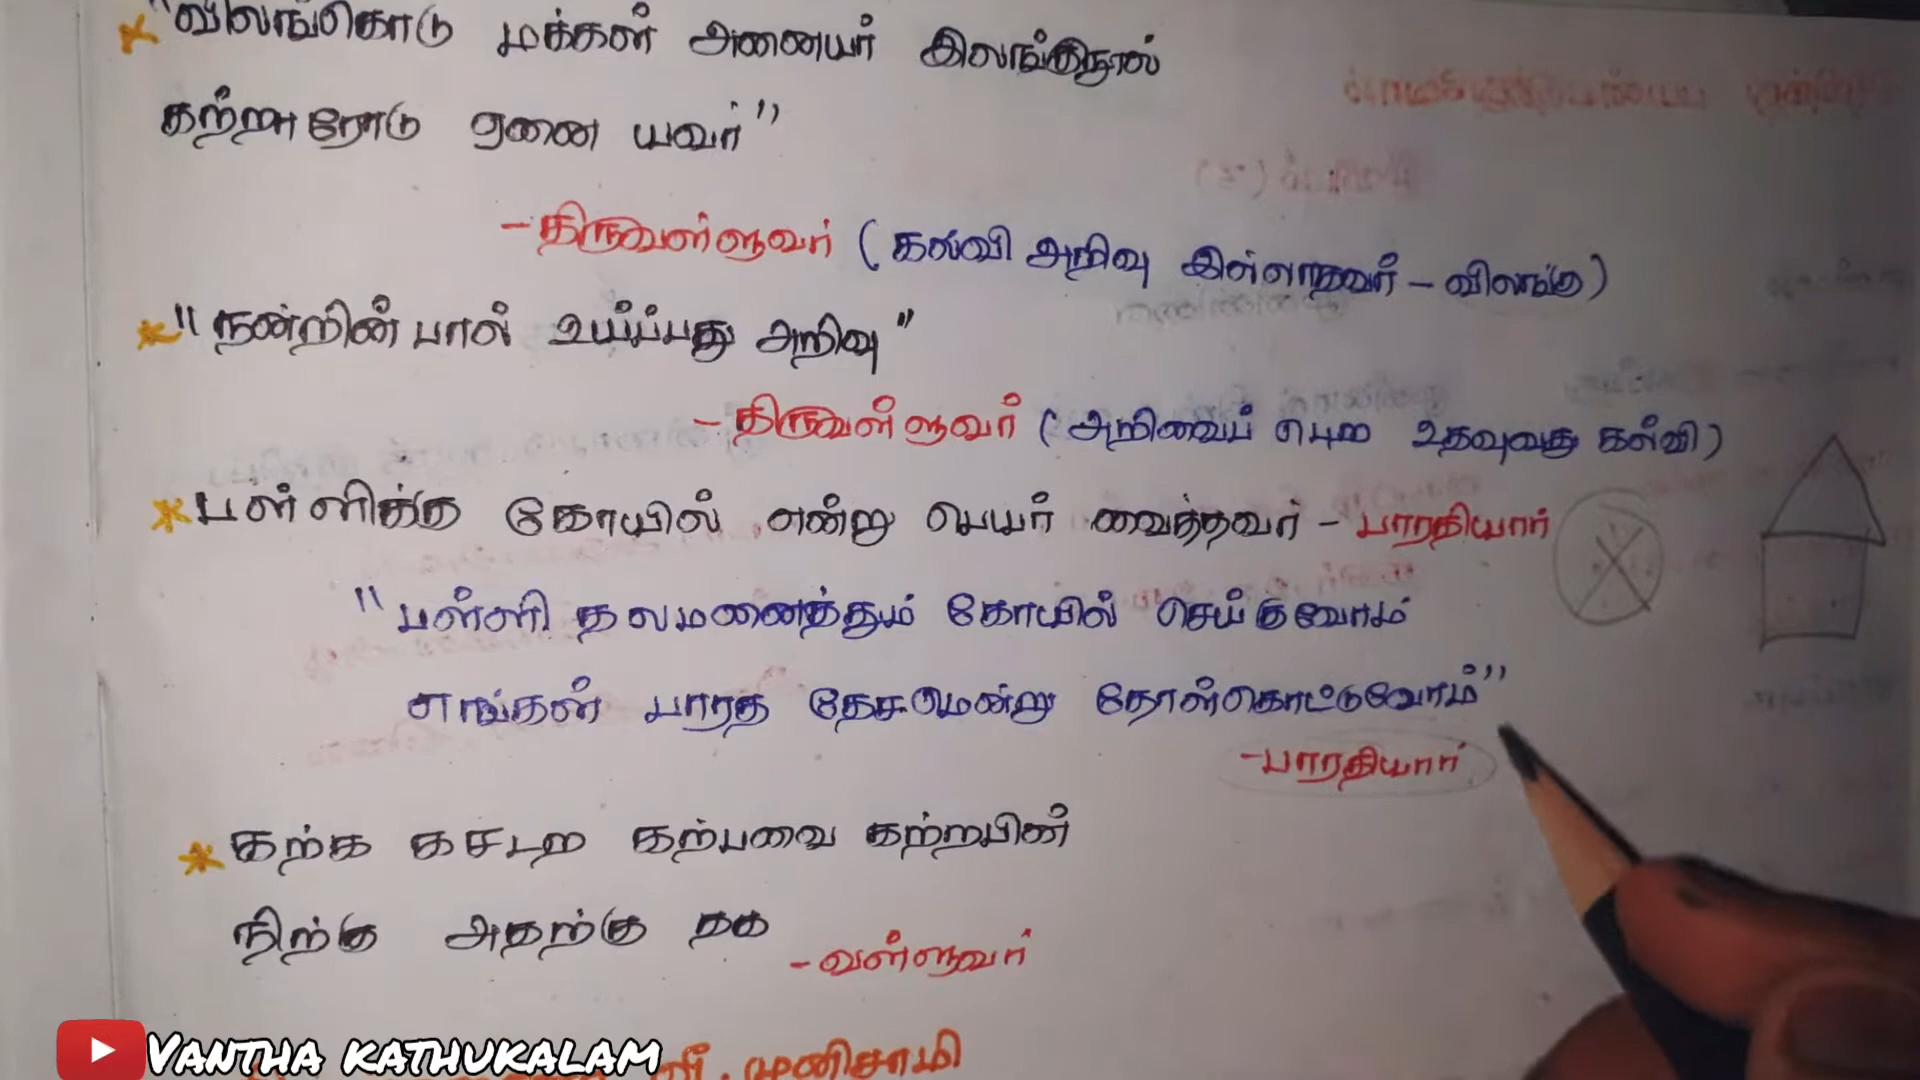 "விலங்கொடு மக்கள் அனையர் இலங்குநூல்
கற்றாரோடு ஏனை யவர்"
- திருவள்ளுவர் (கல்வி அறிவு இல்லாதவர் - விலங்கு)
"நன்றின்பால் உய்ப்பது அறிவு"
- திருவள்ளுவர் (அறிவைப் பெற உதவுவது கல்வி)
பள்ளிக்கு கோயில் என்று பெயர் வைத்தவர் - பாரதியார்
"பள்ளி தலமனைத்தும் கோயில் செய்குவோம்
எங்கள் பாரத தேசமென்று தோள்கொட்டுவோம்"
- பாரதியார்
கற்க கசடற கற்பவை கற்றபின்
நிற்க அதற்கு தக
- வள்ளுவர்
முனிசாமி
VANTHA KATHUKALAM